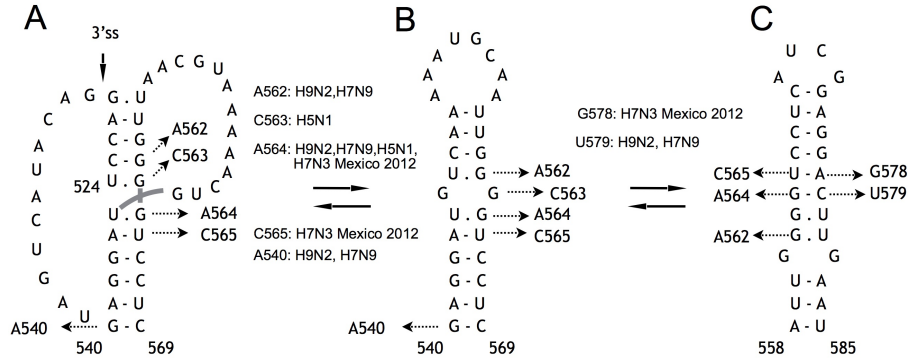 A
B
C
3'ss
A A C G U
A
G . U
A - U
C - G
C - G
U . G
U . G
A - U
G - C
G - C
A - U
G - C
G
A
C
A
U
A
C
U
G
A
U
A
A
A
A
C
U
G
524
A562
C563
A564
C565
A540
540
569
A562: H9N2,H7N9
C563: H5N1
A564: H9N2,H7N9,H5N1,
H7N3 Mexico 2012
C565: H7N3 Mexico 2012
A540: H9N2, H7N9
U G
A C
A A
A A
A - U
A - U
C - G
U . G
G G
U . G
A - U
G - C
G - C
A - U
G - C
A562
C563
A564
C565
A540
540
569
G578: H7N3 Mexico 2012
U579: H9N2, H7N9
U C
A G
C - G
U - A
C - G
C - G
U - A
G - C
G . U
G . U
G G
U - A
U - A
A - U
C565
A564
A562
G578
U579
558
585